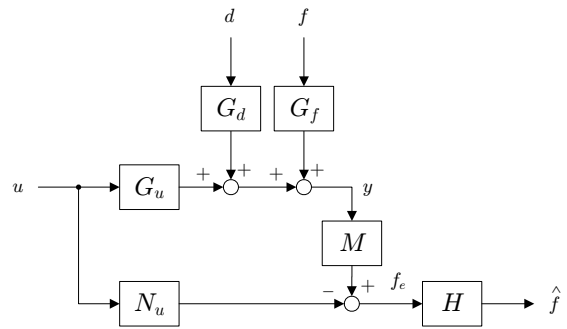 d f
G_d G_f
+ + + +
u G_u y
M
− + f_e
N_u H \hat{f}